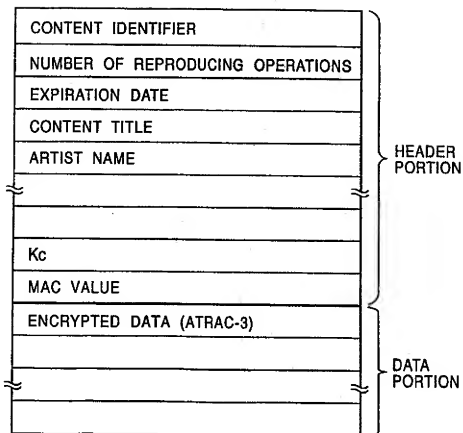 CONTENT IDENTIFIER
NUMBER OF REPRODUCING OPERATIONS
EXPIRATION DATE
CONTENT TITLE
ARTIST NAME
HEADER
PORTION
Kc
MAC VALUE
ENCRYPTED DATA (ATRAC-3)
DATA
PORTION